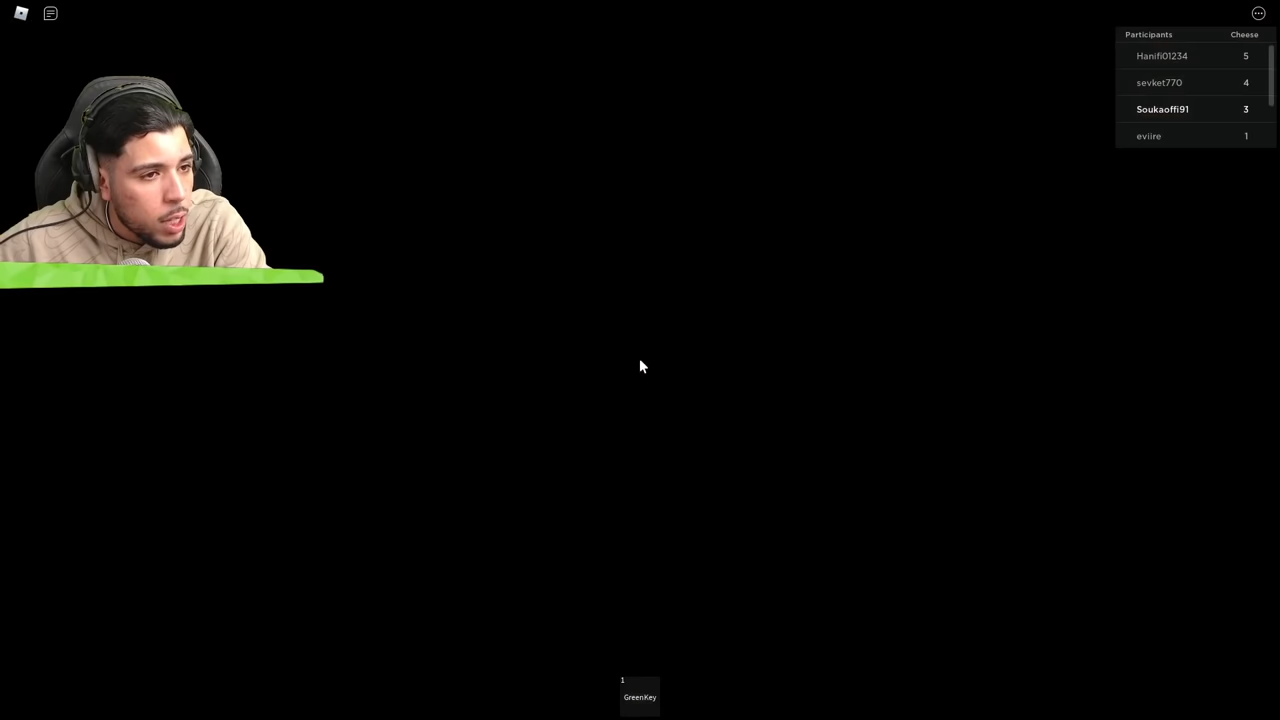 Participants Cheese
Hanifi01234 5
sevket770 4
Soukaoffi91 3
eviire 1
1
GreenKey